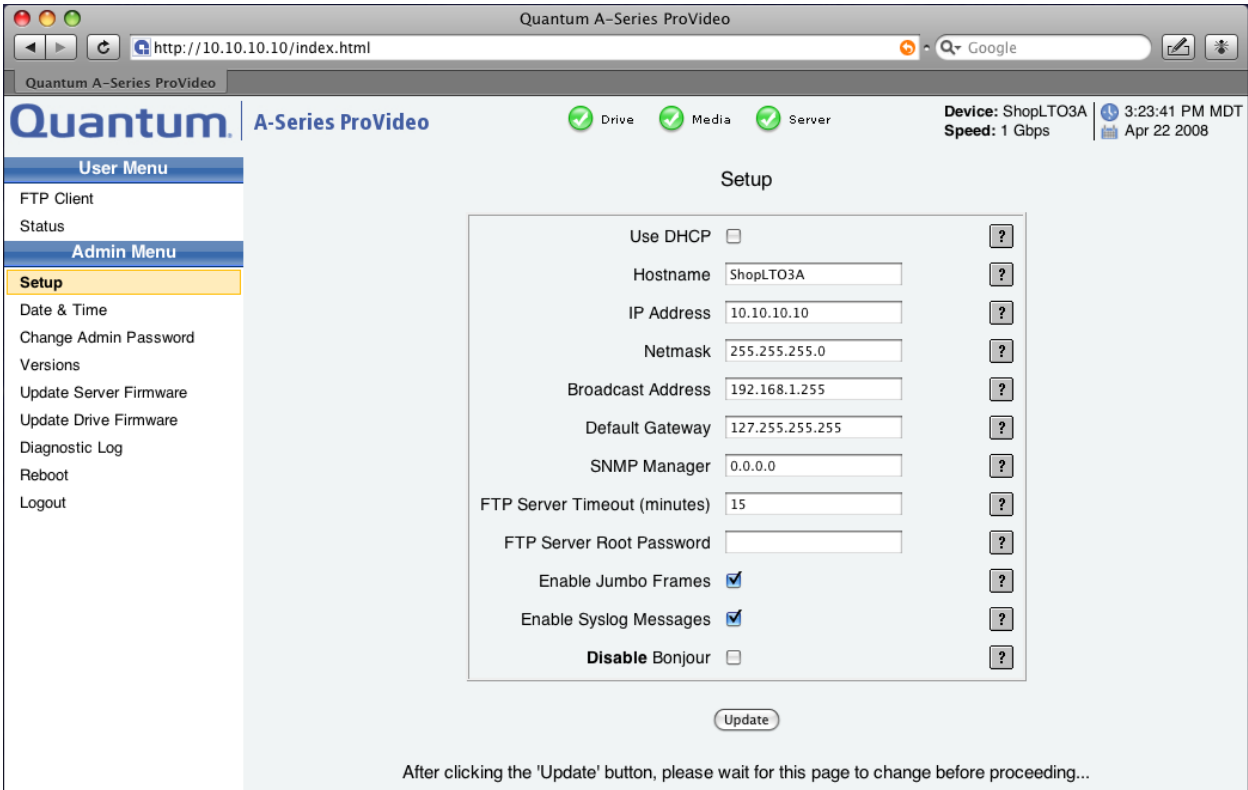 Quantum A-Series ProVideo
http://10.10.10.10/index.html
Google
Quantum A-Series ProVideo
Quantum. A-Series ProVideo
Drive Media Server
Device: ShopLTO3A
Speed: 1 Gbps
3:23:41 PM MDT
Apr 22 2008
User Menu
FTP Client
Status
Admin Menu
Setup
Date & Time
Change Admin Password
Versions
Update Server Firmware
Update Drive Firmware
Diagnostic Log
Reboot
Logout
Setup
Use DHCP ?
Hostname ShopLTO3A ?
IP Address 10.10.10.10 ?
Netmask 255.255.255.0 ?
Broadcast Address 192.168.1.255 ?
Default Gateway 127.255.255.255 ?
SNMP Manager 0.0.0.0 ?
FTP Server Timeout (minutes) 15 ?
FTP Server Root Password ?
Enable Jumbo Frames ?
Enable Syslog Messages ?
Disable Bonjour ?
Update
After clicking the 'Update' button, please wait for this page to change before proceeding...